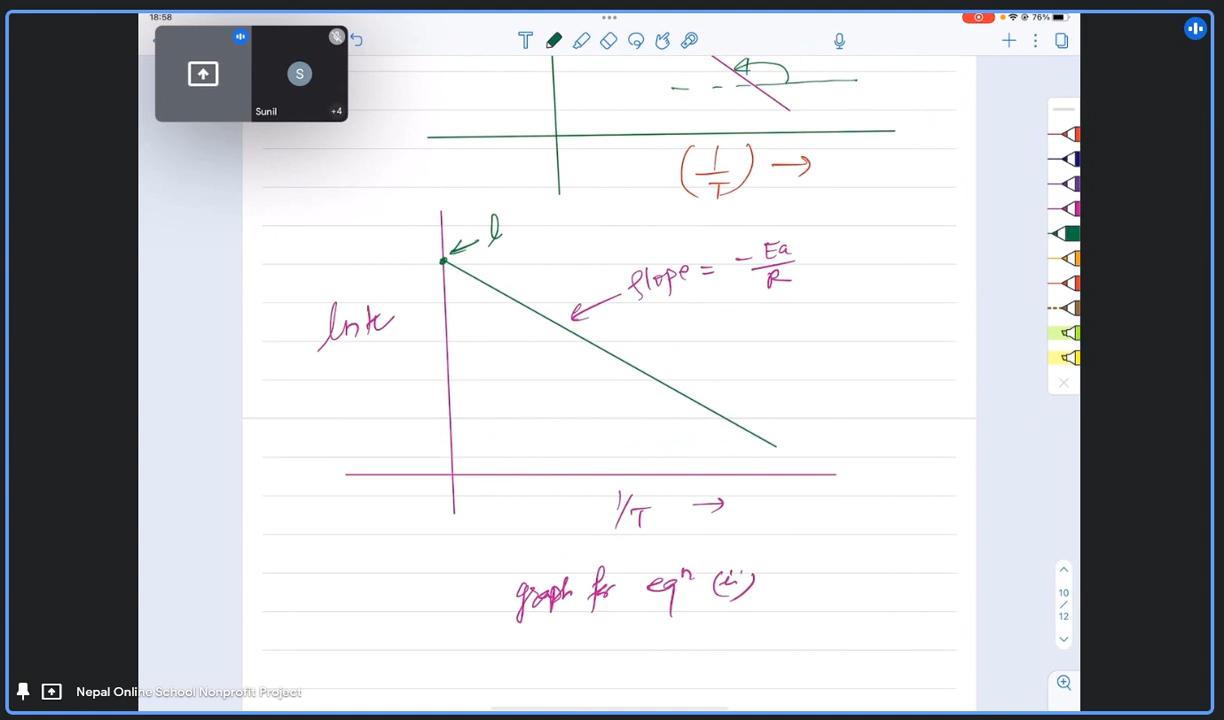 18:58
76%
S
Sunil
+4
(1/T) →
l
slope = - Ea/R
lnk
1/T →
graph for eqn (ii)
10
/
12
Nepal Online School Nonprofit Project